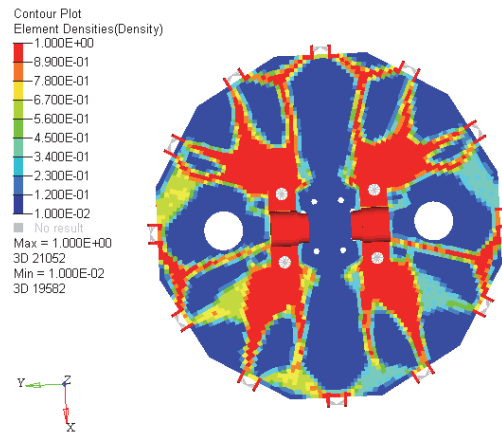 Contour Plot
Element Densities(Density)
1.000E+00
8.900E-01
7.800E-01
6.700E-01
5.600E-01
4.500E-01
3.400E-01
2.300E-01
1.200E-01
1.000E-02
No result
Max = 1.000E+00
3D 21052
Min = 1.000E-02
3D 19582
Y
Z
X